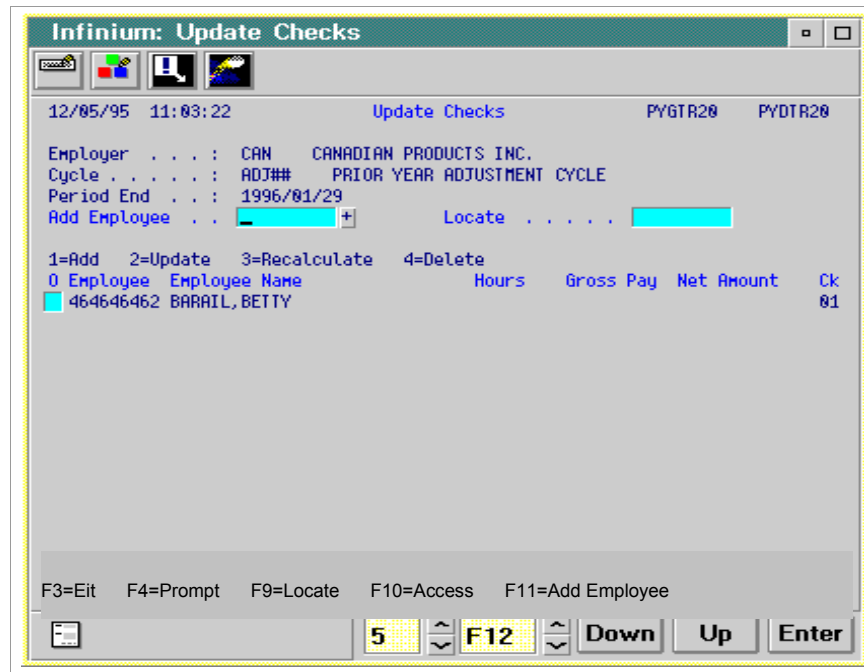 Infinium: Update Checks
12/05/95 11:03:22 Update Checks PYGTR20 PYDTR20
Employer . . . : CAN CANADIAN PRODUCTS INC.
Cycle . . . . . : ADJ## PRIOR YEAR ADJUSTMENT CYCLE
Period End . . : 1996/01/29
Add Employee . . _ + Locate . . . . .
1=Add 2=Update 3=Recalculate 4=Delete
O Employee Employee Name Hours Gross Pay Net Amount Ck
464646462 BARAIL,BETTY 01
F3=Eit F4=Prompt F9=Locate F10=Access F11=Add Employee
5 F12 Down Up Enter